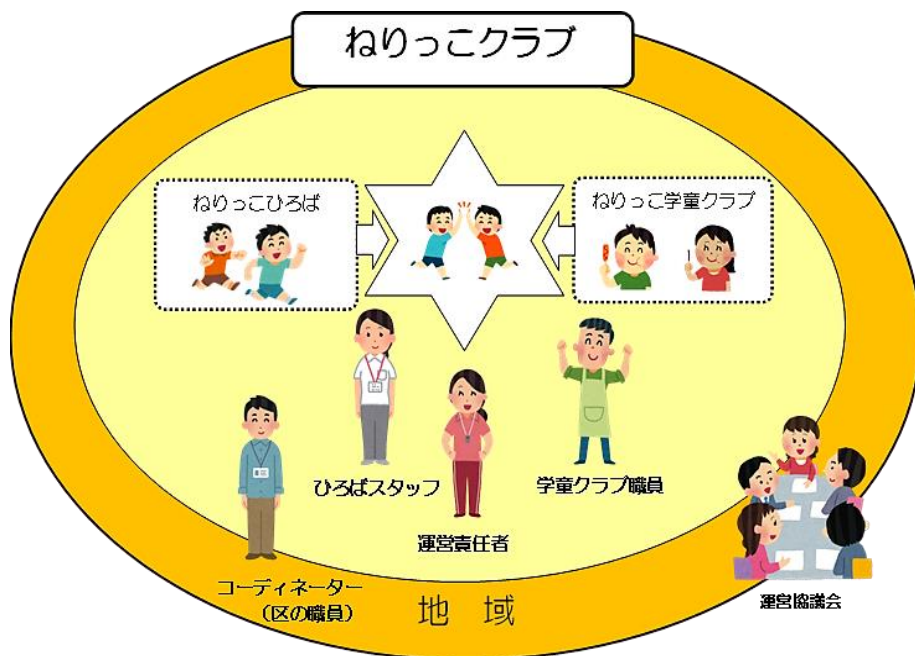 ねりっこクラブ
ねりっこひろば
ねりっこ学童クラブ
ひろばスタッフ
学童クラブ職員
運営責任者
コーディネーター
(区の職員)
地 域
運営協議会